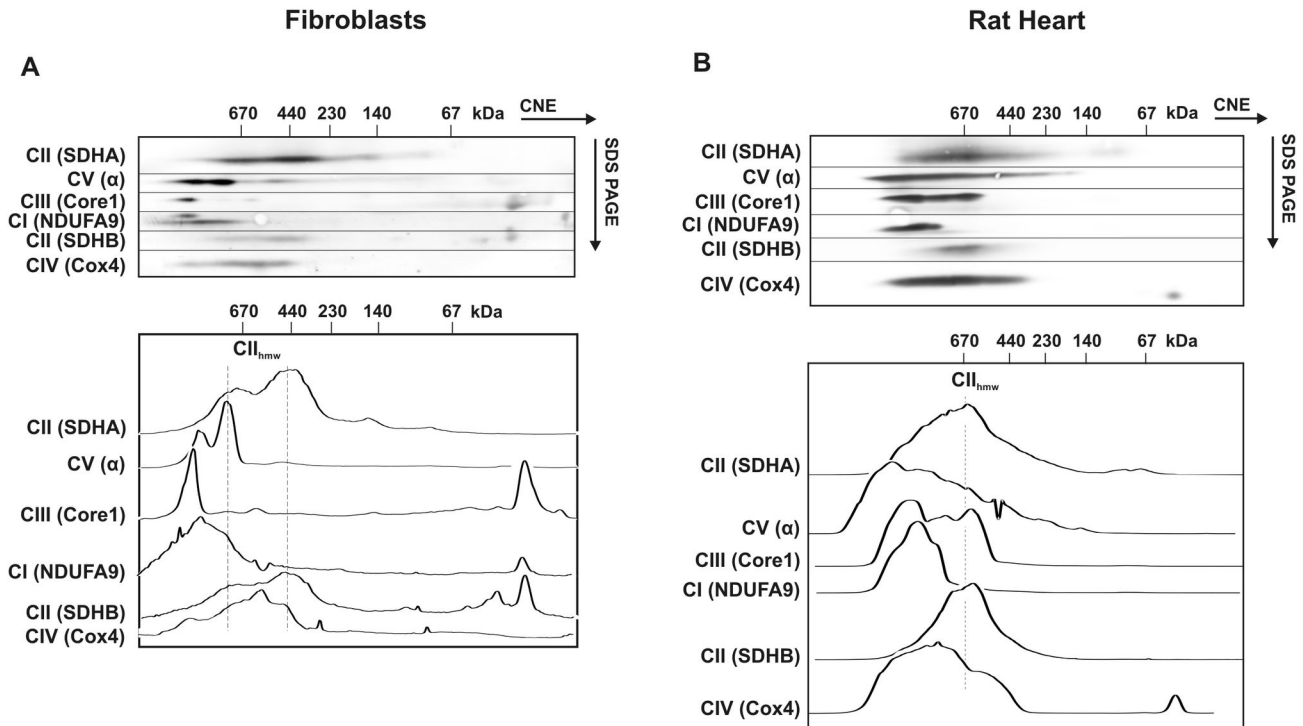 Fibroblasts
A
670 440 230 140 67 kDa CNE
CII (SDHA)
CV (α)
CIII (Core1)
CI (NDUFA9)
CII (SDHB)
CIV (Cox4)
SDS PAGE
670 440 230 140 67 kDa
CIIhmw
CII (SDHA)
CV (α)
CIII (Core1)
CI (NDUFA9)
CII (SDHB)
CIV (Cox4)
Rat Heart
B
670 440 230 140 67 kDa CNE
CII (SDHA)
CV (α)
CIII (Core1)
CI (NDUFA9)
CII (SDHB)
CIV (Cox4)
SDS PAGE
670 440 230 140 67 kDa
CIIhmw
CII (SDHA)
CV (α)
CIII (Core1)
CI (NDUFA9)
CII (SDHB)
CIV (Cox4)